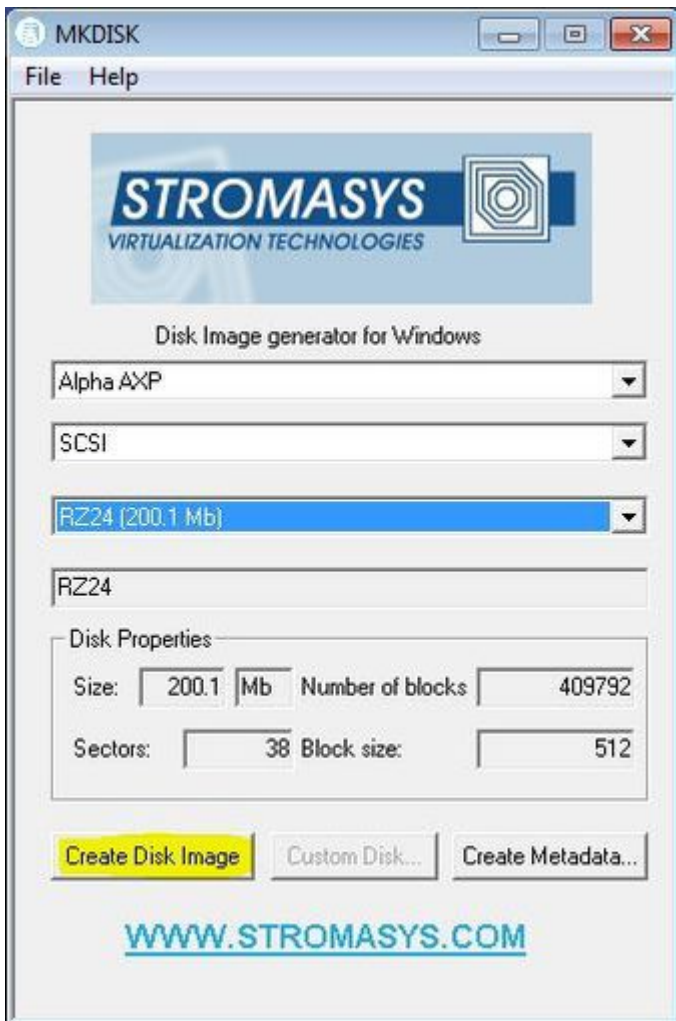 MKDISK
File Help
STROMASYS
VIRTUALIZATION TECHNOLOGIES
Disk Image generator for Windows
Alpha AXP
SCSI
RZ24 (200.1 Mb)
RZ24
Disk Properties
Size: 200.1 Mb Number of blocks 409792
Sectors: 38 Block size: 512
Create Disk Image Custom Disk... Create Metadata...
WWW.STROMASYS.COM